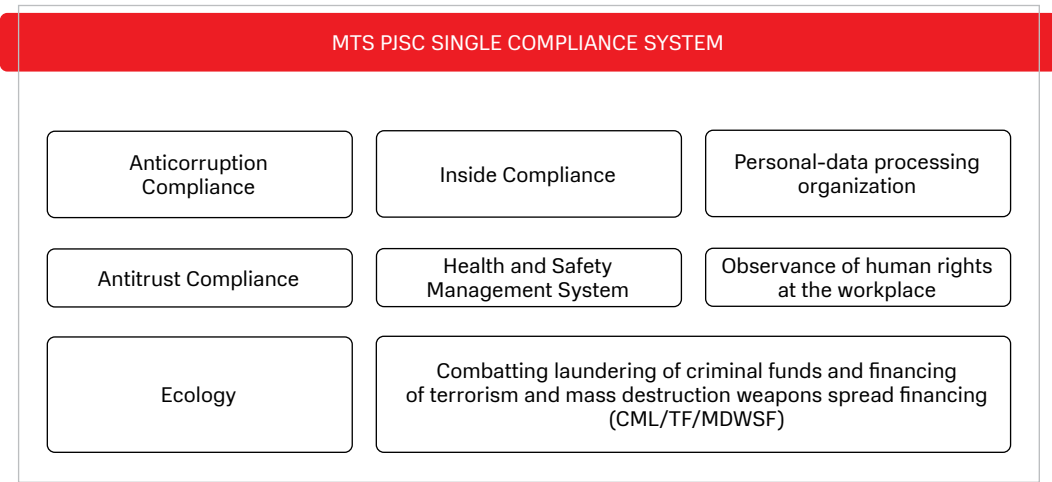 MTS PJSC SINGLE COMPLIANCE SYSTEM
Anticorruption
Compliance
Inside Compliance
Personal-data processing
organization
Antitrust Compliance
Health and Safety
Management System
Observance of human rights
at the workplace
Ecology
Combatting laundering of criminal funds and financing
of terrorism and mass destruction weapons spread financing
(CML/TF/MDWSF)